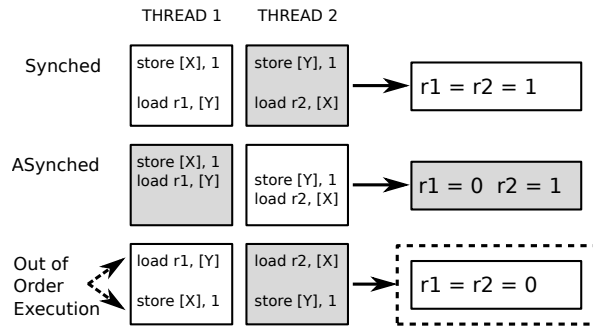 THREAD 1 THREAD 2
Synched
store [X], 1
load r1, [Y]
store [Y], 1
load r2, [X]
r1 = r2 = 1
ASynched
store [X], 1
load r1, [Y]
store [Y], 1
load r2, [X]
r1 = 0 r2 = 1
Out of
Order
Execution
load r1, [Y]
store [X], 1
load r2, [X]
store [Y], 1
r1 = r2 = 0